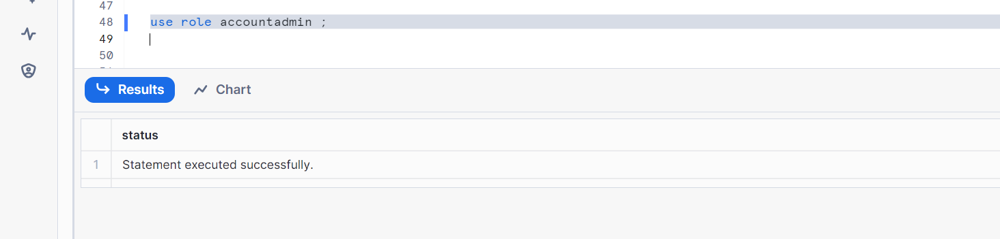 47
48 use role accountadmin ;
49
50
Results Chart
status
1 Statement executed successfully.